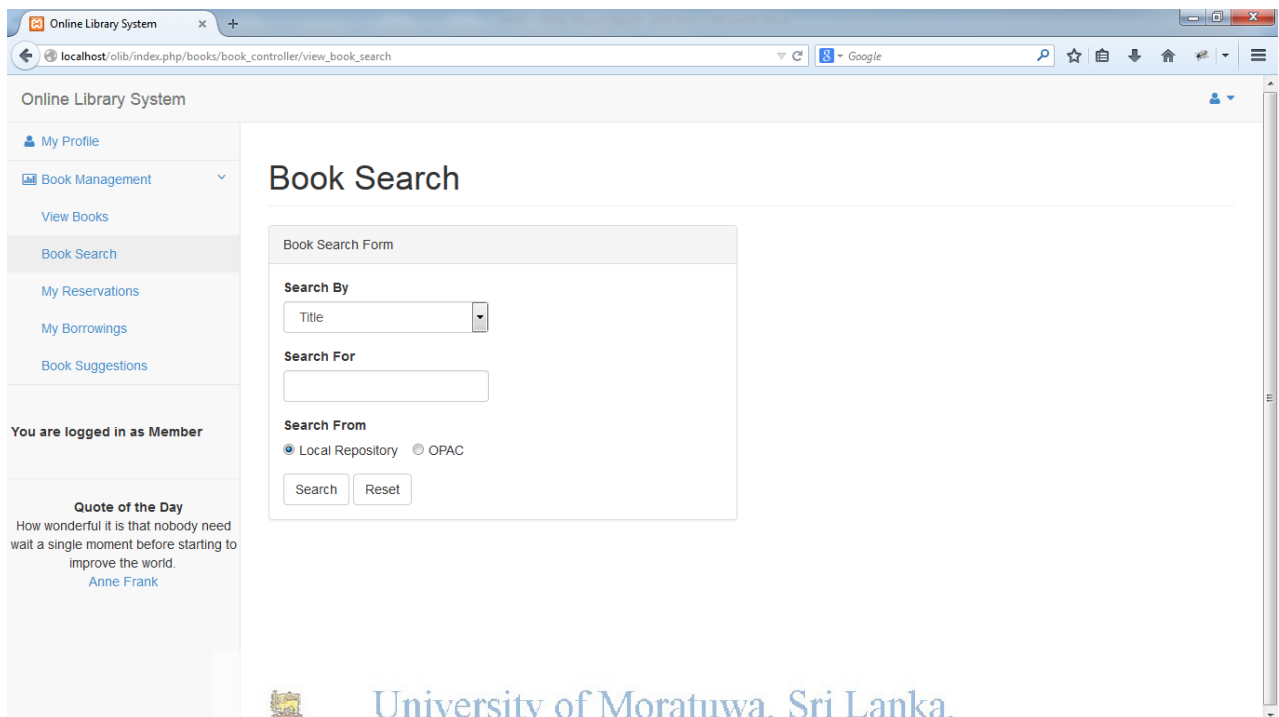 Online Library System
localhost/olib/index.php/books/book_controller/view_book_search
Google
Online Library System
My Profile
Book Management
View Books
Book Search
My Reservations
My Borrowings
Book Suggestions
You are logged in as Member
Quote of the Day
How wonderful it is that nobody need
wait a single moment before starting to
improve the world.
Anne Frank
Book Search
Book Search Form
Search By
Title
Search For
Search From
Local Repository OPAC
Search Reset
University of Moratuwa, Sri Lanka.